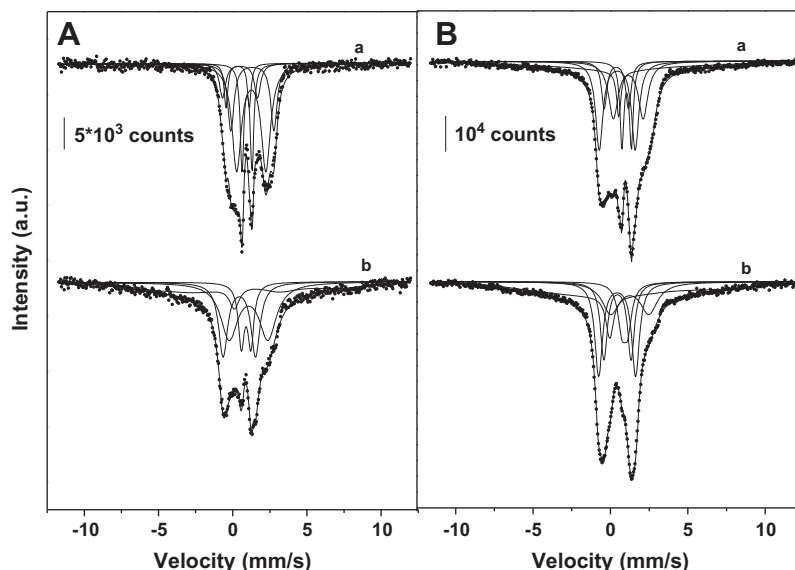 A
B
a
a
5*10³ counts
10⁴ counts
b
b
Intensity (a.u.)
-10 -5 0 5 10
-10 -5 0 5 10
Velocity (mm/s)
Velocity (mm/s)